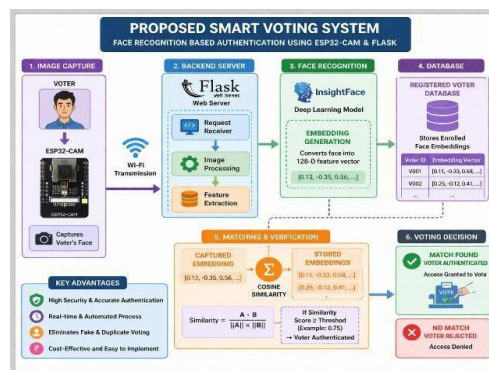 PROPOSED SMART VOTING SYSTEM
FACE RECOGNITION BASED AUTHENTICATION USING ESP32-CAM & FLASK
1. IMAGE CAPTURE
VOTER
ESP32-CAM
Captures
Voter's Face
Wi-Fi
Transmission
2. BACKEND SERVER
Flask
Web Server
Request
Receiver
Image
Processing
Feature
Extraction
3. FACE RECOGNITION
InsightFace
Deep Learning Model
EMBEDDING
GENERATION
Converts face into
128-D feature vector
[0.12, -0.35, 0.56, ...]
4. DATABASE
REGISTERED VOTER
DATABASE
Stores Enrolled
Face Embeddings
Voter ID Embedding Vector
V001 [0.11, -0.33, 0.58, ...]
V002 [0.25, -0.12, 0.41, ...]
...
5. MATCHING & VERIFICATION
CAPTURED
EMBEDDING
[0.12, -0.35, 0.56, ...]
Σ
COSINE
SIMILARITY
STORED
EMBEDDINGS
[0.11, -0.33, 0.58, ...]
[0.25, -0.12, 0.41, ...]
...
Similarity = A · B
||A|| × ||B||
If Similarity
Score ≥ Threshod
(Example: 0.75)
→ Voter Authenticated
6. VOTING DECISION
MATCH FOUND
VOTER AUTHENTICATED
Access Granted to Vote
VOTE
NO MATCH
VOTER REJECTED
Access Denied
KEY ADVANTAGES
High Security & Accurate Authentication
Real-time & Automated Process
Eliminates Fake & Duplicate Voting
Cost-Effective and Easy to Implement